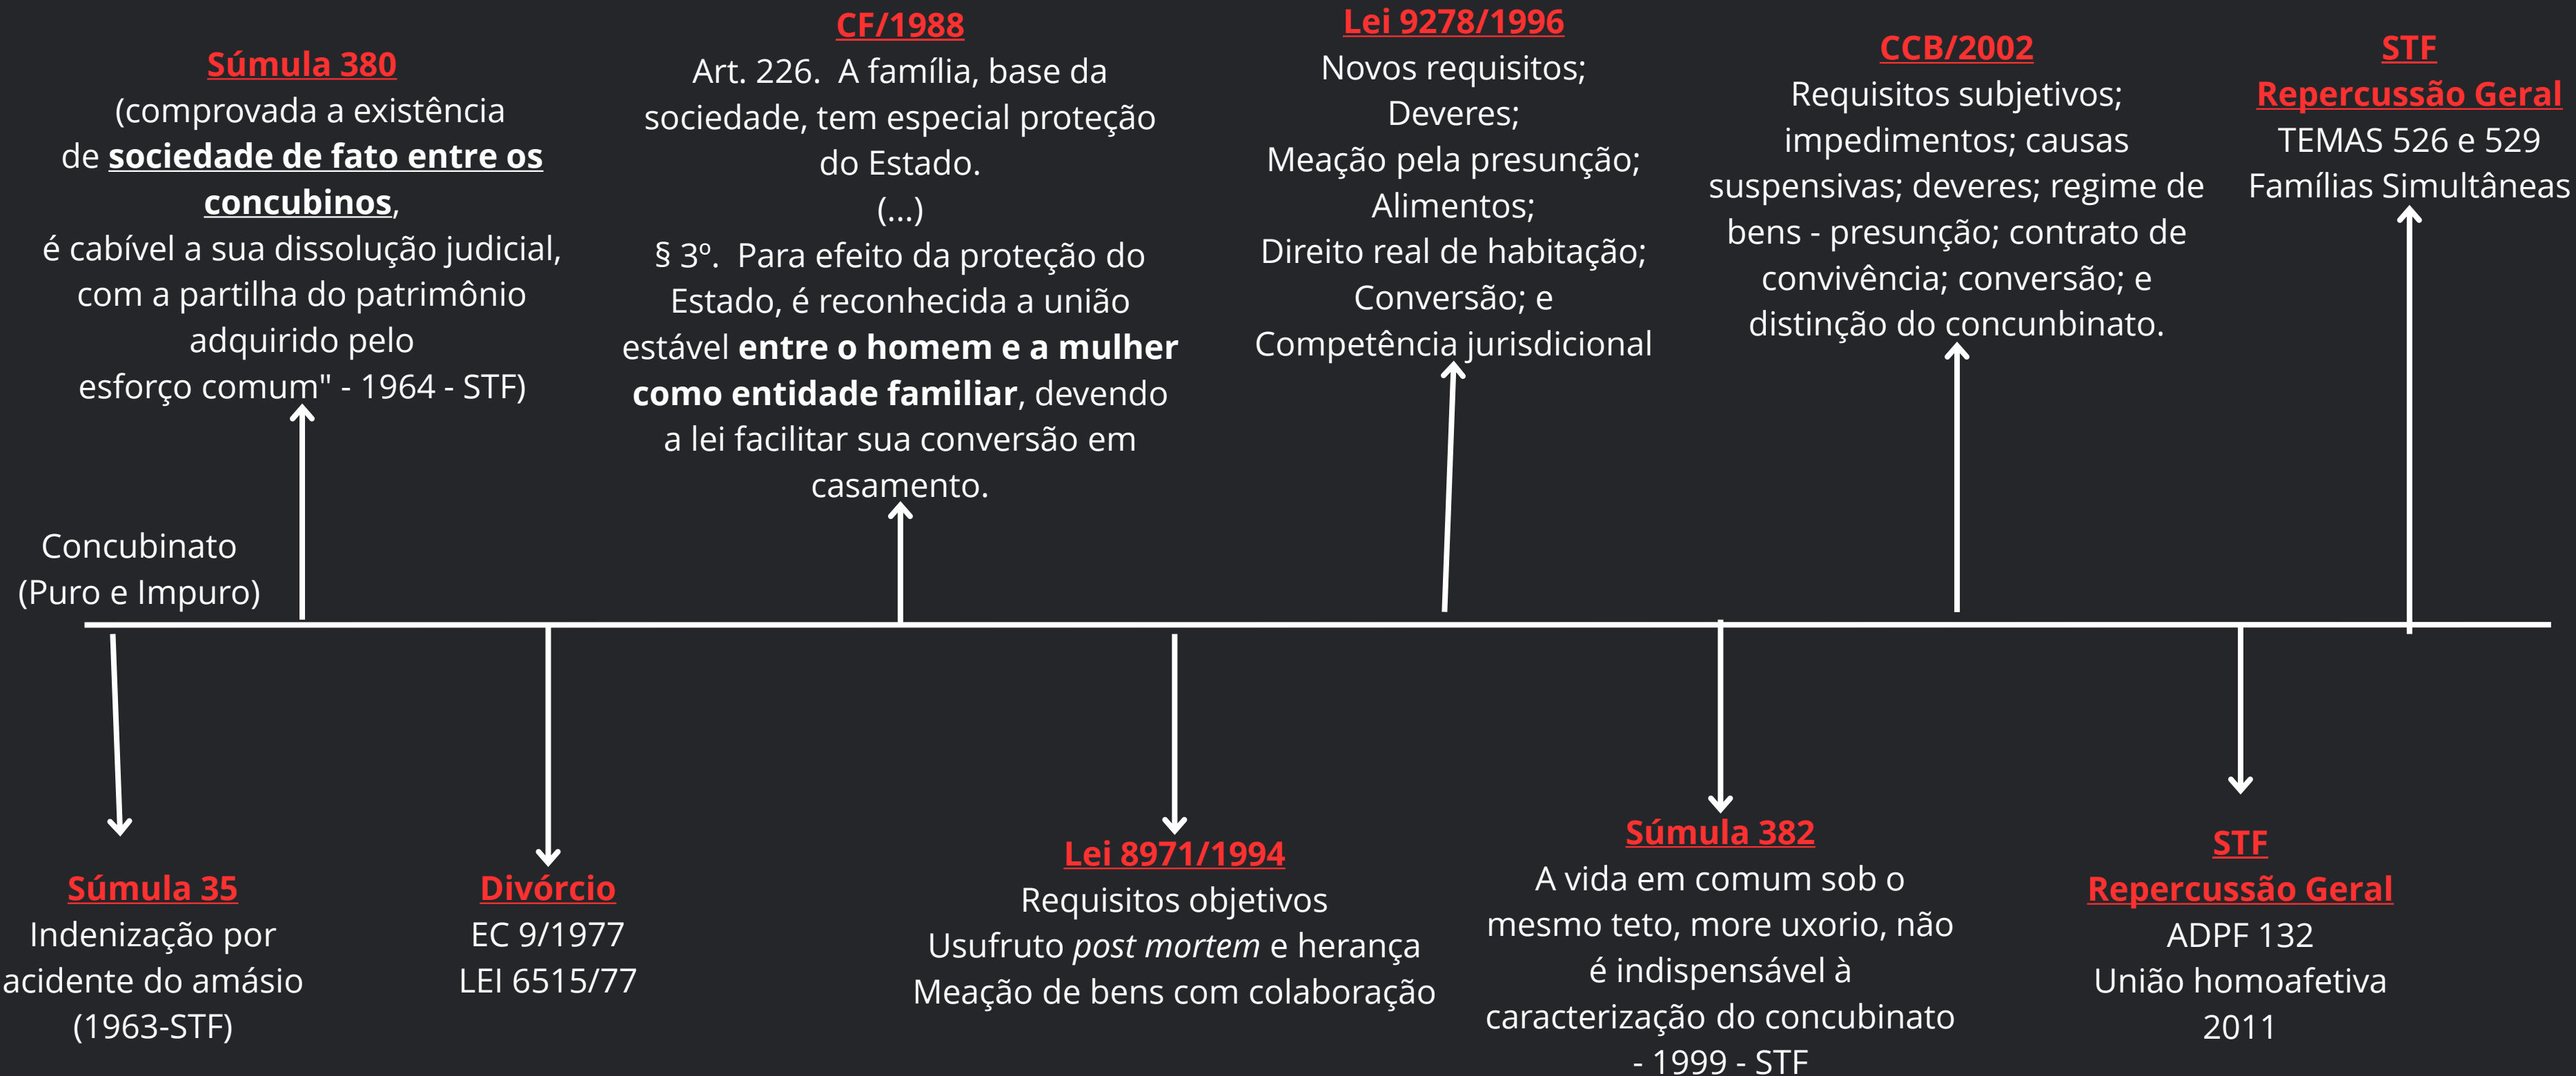 Súmula 380
(comprovada a existência
de sociedade de fato entre os
concubinos,
é cabível a sua dissolução judicial,
com a partilha do patrimônio
adquirido pelo
esforço comum" - 1964 - STF)
CF/1988
Art. 226.  A família, base da
sociedade, tem especial proteção
do Estado.
(...)
§ 3º.  Para efeito da proteção do
Estado, é reconhecida a união
estável entre o homem e a mulher
como entidade familiar, devendo
a lei facilitar sua conversão em
casamento.
Lei 9278/1996
Novos requisitos;
Deveres;
Meação pela presunção;
Alimentos;
Direito real de habitação;
Conversão; e
Competência jurisdicional
CCB/2002
Requisitos subjetivos;
impedimentos; causas
suspensivas; deveres; regime de
bens - presunção; contrato de
convivência; conversão; e
distinção do concunbinato.
STF
Repercussão Geral
TEMAS 526 e 529
Famílias Simultâneas
Concubinato
(Puro e Impuro)
Súmula 35
Indenização por
acidente do amásio
(1963-STF)
Divórcio
EC 9/1977
LEI 6515/77
Lei 8971/1994
Requisitos objetivos
Usufruto post mortem e herança
Meação de bens com colaboração
Súmula 382
A vida em comum sob o
mesmo teto, more uxorio, não
é indispensável à
caracterização do concubinato
- 1999 - STF
STF
Repercussão Geral
ADPF 132
União homoafetiva
2011